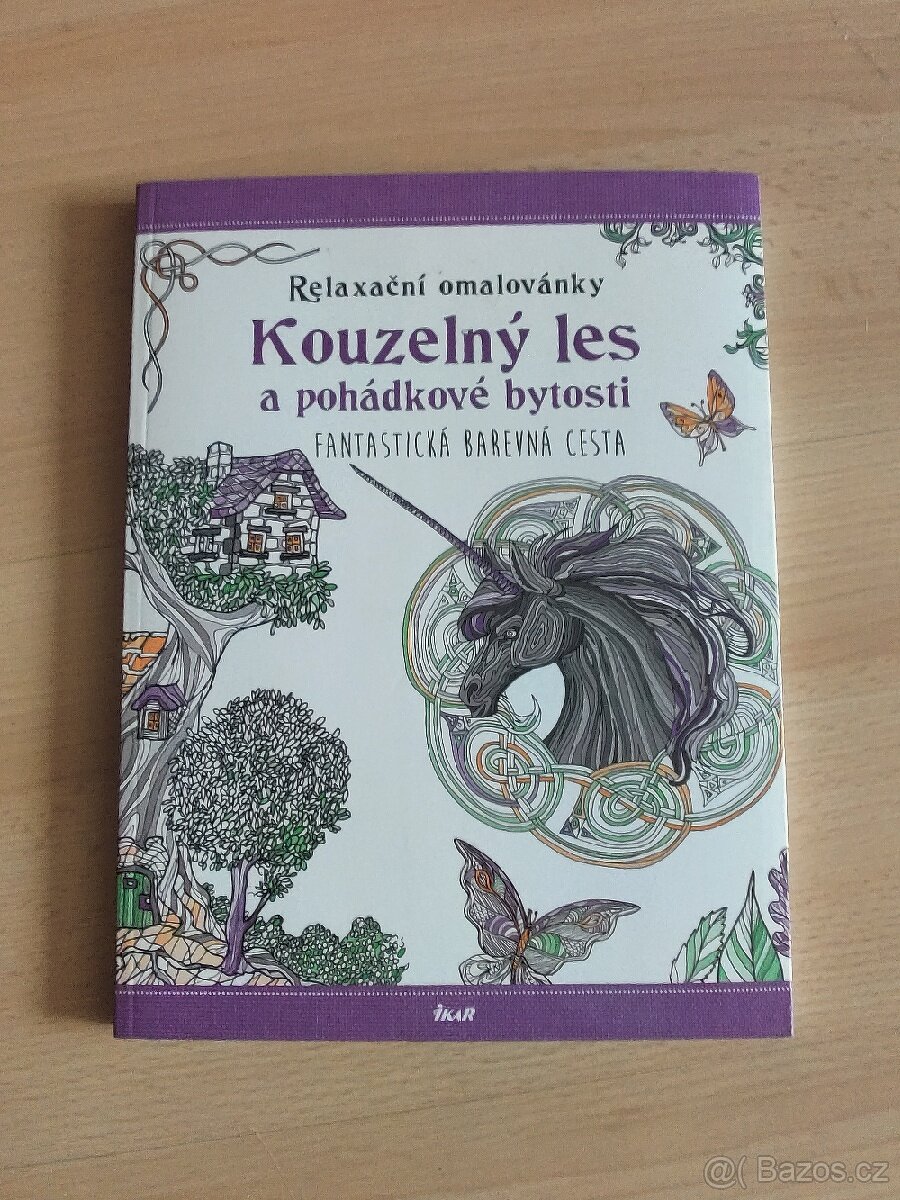 Relaxační omalovánky
Kouzelný les
a pohádkové bytosti
FANTASTICKÁ BAREVNÁ CESTA
IKAR
@( Bazos.cz